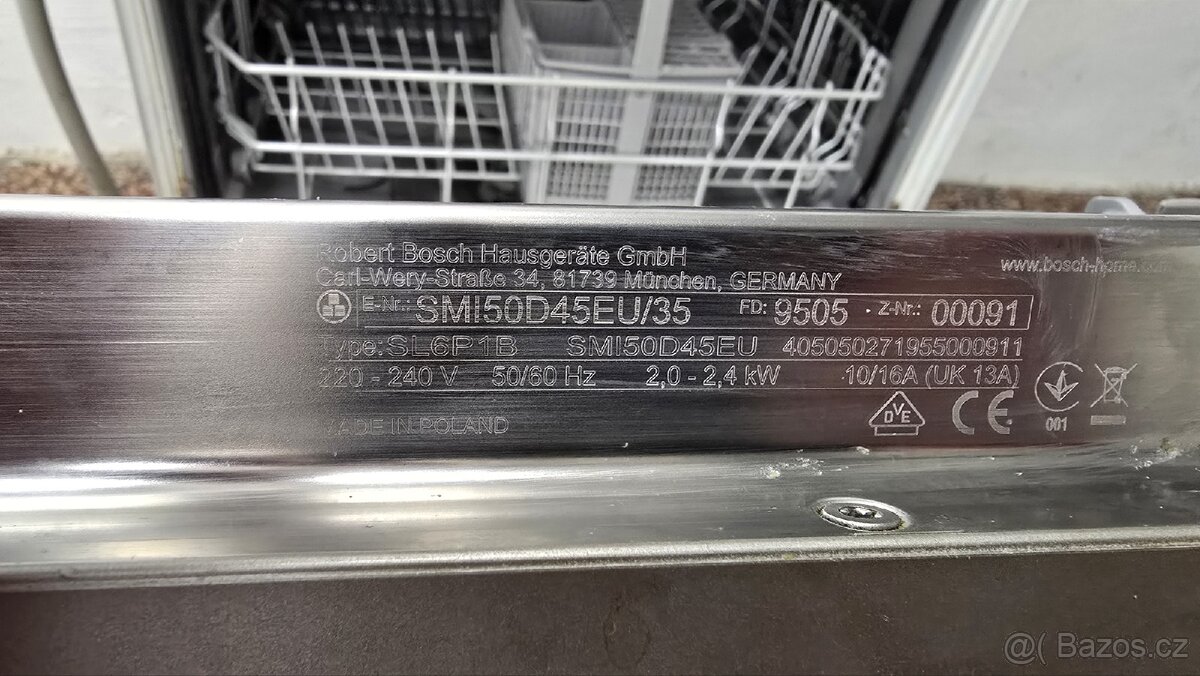 Robert Bosch Hausgeräte GmbH
Carl-Wery-Straße 34, 81739 München, GERMANY
www.bosch-home.com
E-Nr.: SMI50D45EU/35 FD: 9505 Z-Nr.: 00091
Type: SL6P1B SMI50D45EU 405050271955000911
220 - 240 V 50/60 Hz 2,0 - 2,4 kW 10/16A (UK 13A)
DVE CE 001
MADE IN POLAND
@( Bazos.cz